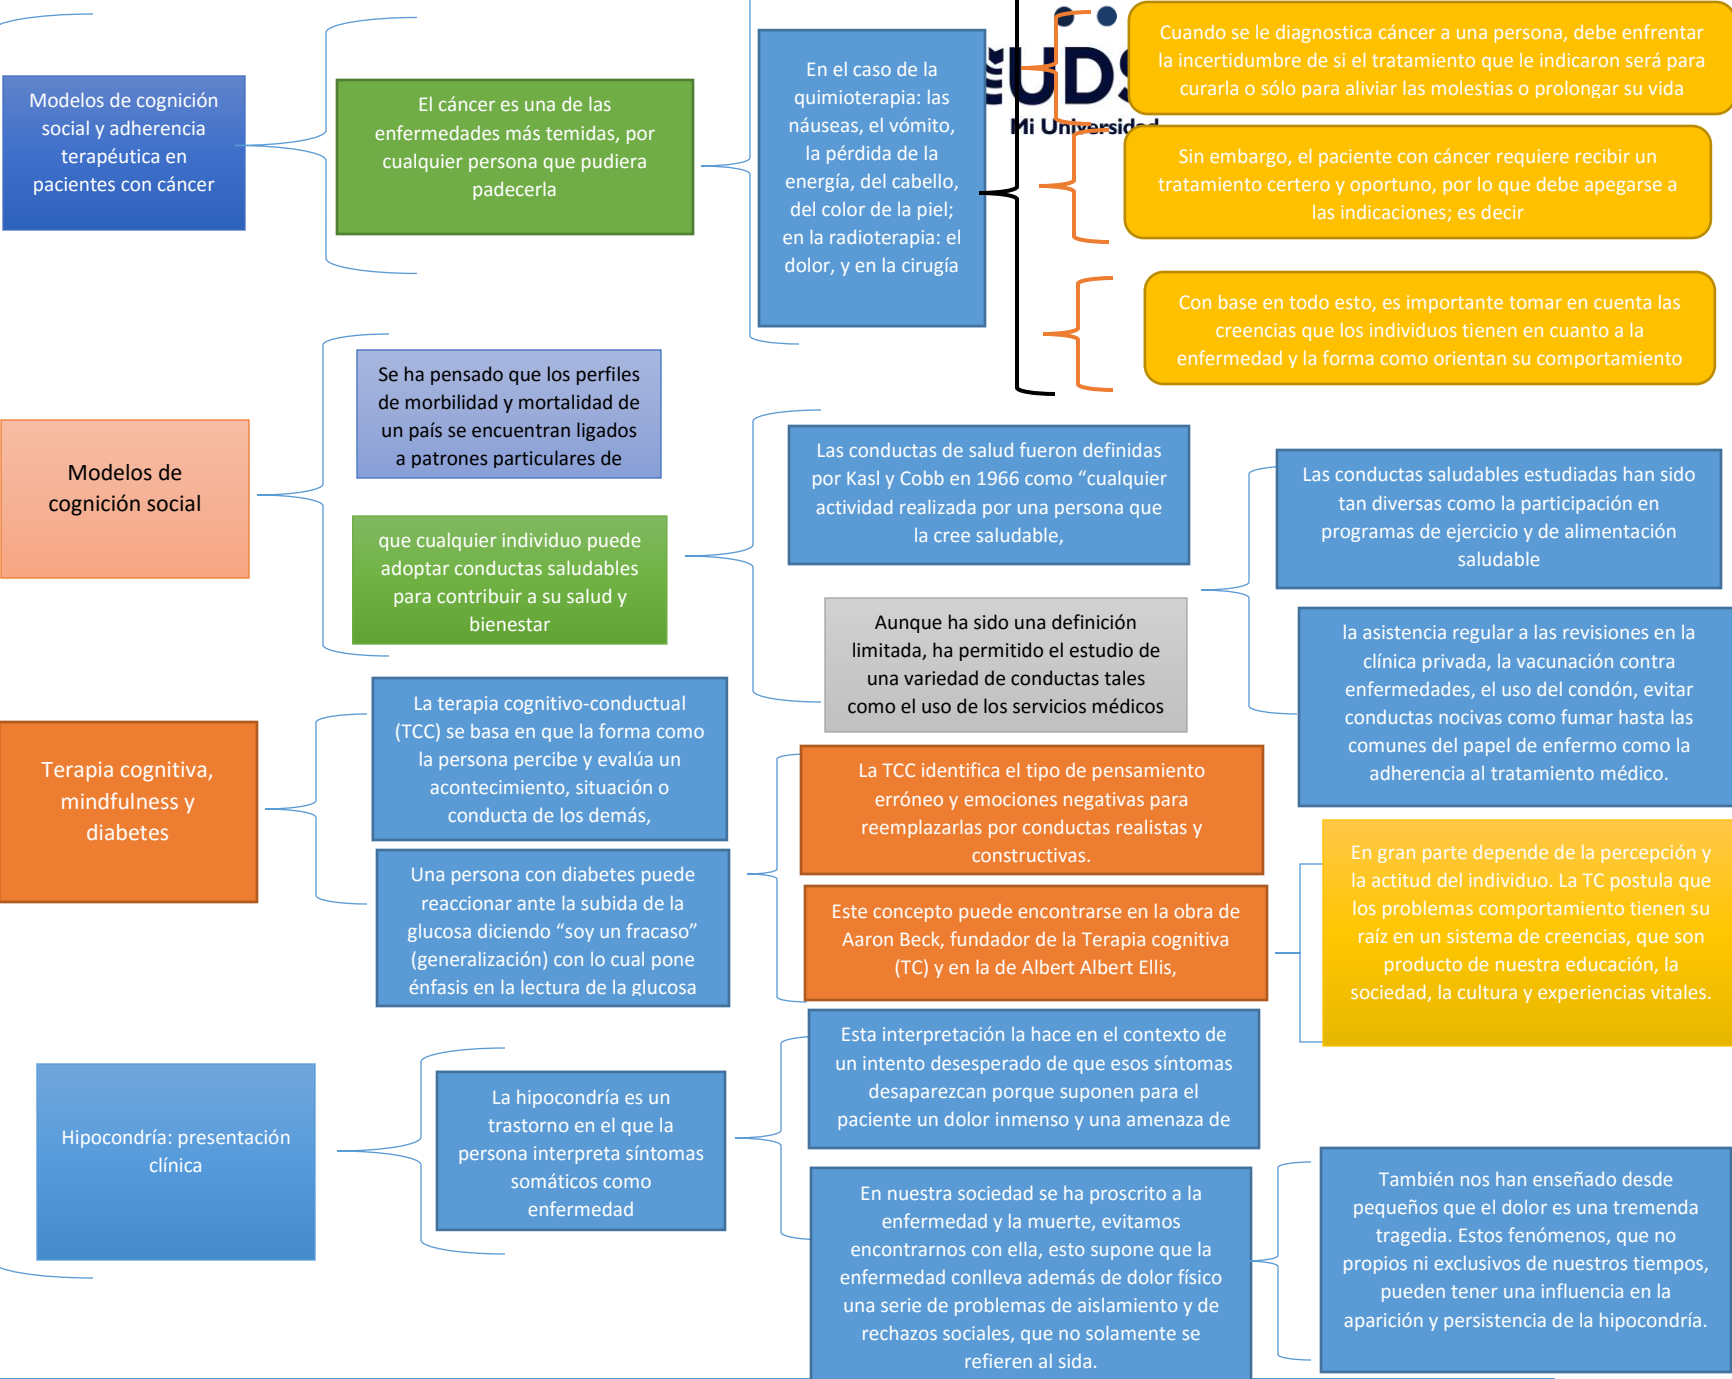 Modelos de cognición
social y adherencia
terapéutica en
pacientes con cáncer
El cáncer es una de las
enfermedades más temidas, por
cualquier persona que pudiera
padecerla
En el caso de la
quimioterapia: las
náuseas, el vómito,
la pérdida de la
energía, del cabello,
del color de la piel;
en la radioterapia: el
dolor, y en la cirugía
UDS
Mi Universidad
Cuando se le diagnostica cáncer a una persona, debe enfrentar
la incertidumbre de si el tratamiento que le indicaron será para
curarla o sólo para aliviar las molestias o prolongar su vida
Sin embargo, el paciente con cáncer requiere recibir un
tratamiento certero y oportuno, por lo que debe apegarse a
las indicaciones; es decir
Con base en todo esto, es importante tomar en cuenta las
creencias que los individuos tienen en cuanto a la
enfermedad y la forma como orientan su comportamiento
Modelos de
cognición social
Se ha pensado que los perfiles
de morbilidad y mortalidad de
un país se encuentran ligados
a patrones particulares de
que cualquier individuo puede
adoptar conductas saludables
para contribuir a su salud y
bienestar
Las conductas de salud fueron definidas
por Kasl y Cobb en 1966 como “cualquier
actividad realizada por una persona que
la cree saludable,
Aunque ha sido una definición
limitada, ha permitido el estudio de
una variedad de conductas tales
como el uso de los servicios médicos
Las conductas saludables estudiadas han sido
tan diversas como la participación en
programas de ejercicio y de alimentación
saludable
la asistencia regular a las revisiones en la
clínica privada, la vacunación contra
enfermedades, el uso del condón, evitar
conductas nocivas como fumar hasta las
comunes del papel de enfermo como la
adherencia al tratamiento médico.
Terapia cognitiva,
mindfulness y
diabetes
La terapia cognitivo-conductual
(TCC) se basa en que la forma como
la persona percibe y evalúa un
acontecimiento, situación o
conducta de los demás,
Una persona con diabetes puede
reaccionar ante la subida de la
glucosa diciendo “soy un fracaso”
(generalización) con lo cual pone
énfasis en la lectura de la glucosa
La TCC identifica el tipo de pensamiento
erróneo y emociones negativas para
reemplazarlas por conductas realistas y
constructivas.
Este concepto puede encontrarse en la obra de
Aaron Beck, fundador de la Terapia cognitiva
(TC) y en la de Albert Albert Ellis,
En gran parte depende de la percepción y
la actitud del individuo. La TC postula que
los problemas comportamiento tienen su
raíz en un sistema de creencias, que son
producto de nuestra educación, la
sociedad, la cultura y experiencias vitales.
Hipocondría: presentación
clínica
La hipocondría es un
trastorno en el que la
persona interpreta síntomas
somáticos como
enfermedad
Esta interpretación la hace en el contexto de
un intento desesperado de que esos síntomas
desaparezcan porque suponen para el
paciente un dolor inmenso y una amenaza de
En nuestra sociedad se ha proscrito a la
enfermedad y la muerte, evitamos
encontrarnos con ella, esto supone que la
enfermedad conlleva además de dolor físico
una serie de problemas de aislamiento y de
rechazos sociales, que no solamente se
refieren al sida.
También nos han enseñado desde
pequeños que el dolor es una tremenda
tragedia. Estos fenómenos, que no
propios ni exclusivos de nuestros tiempos,
pueden tener una influencia en la
aparición y persistencia de la hipocondría.